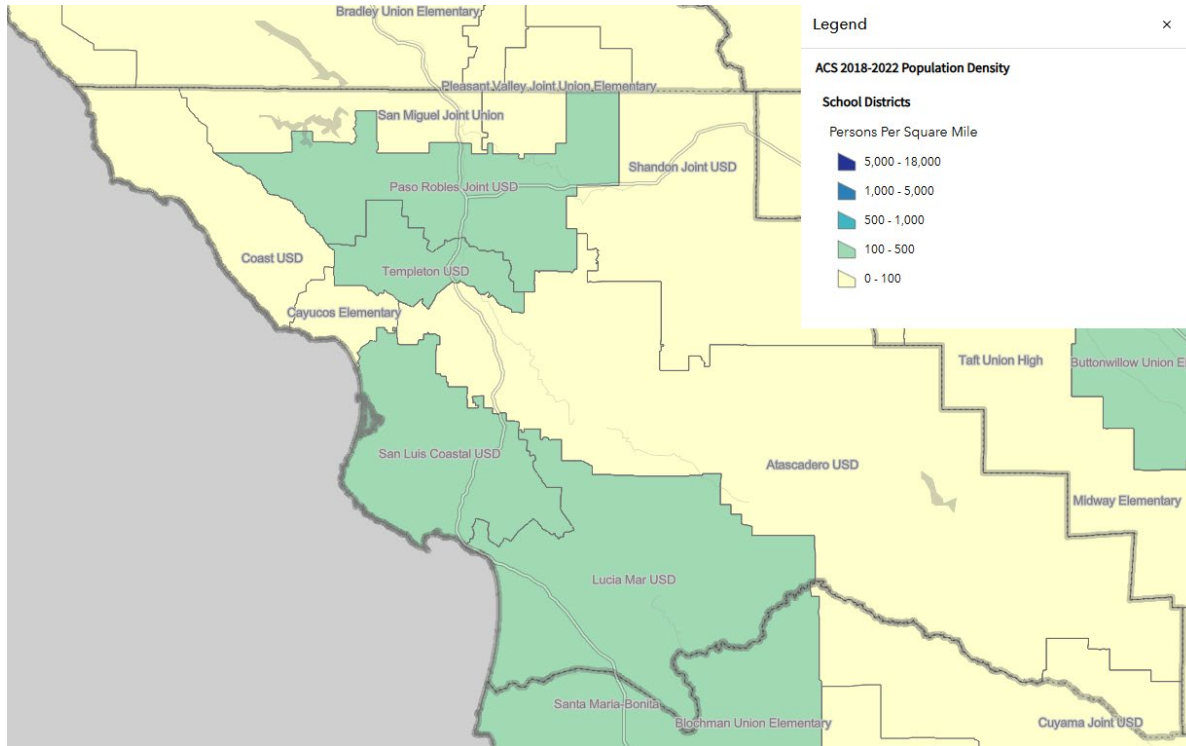 Bradley Union Elementary
Pleasant Valley Joint Union Elementary
San Miguel Joint Union
Shandon Joint USD
Paso Robles Joint USD
Coast USD
Templeton USD
Cayucos Elementary
Taft Union High
Buttonwillow Union E
San Luis Coastal USD
Atascadero USD
Midway Elementary
Lucia Mar USD
Santa Maria-Bonita
Blochman Union Elementary
Cuyama Joint USD
Legend
×
ACS 2018-2022 Population Density
School Districts
Persons Per Square Mile
5,000 - 18,000
1,000 - 5,000
500 - 1,000
100 - 500
0 - 100